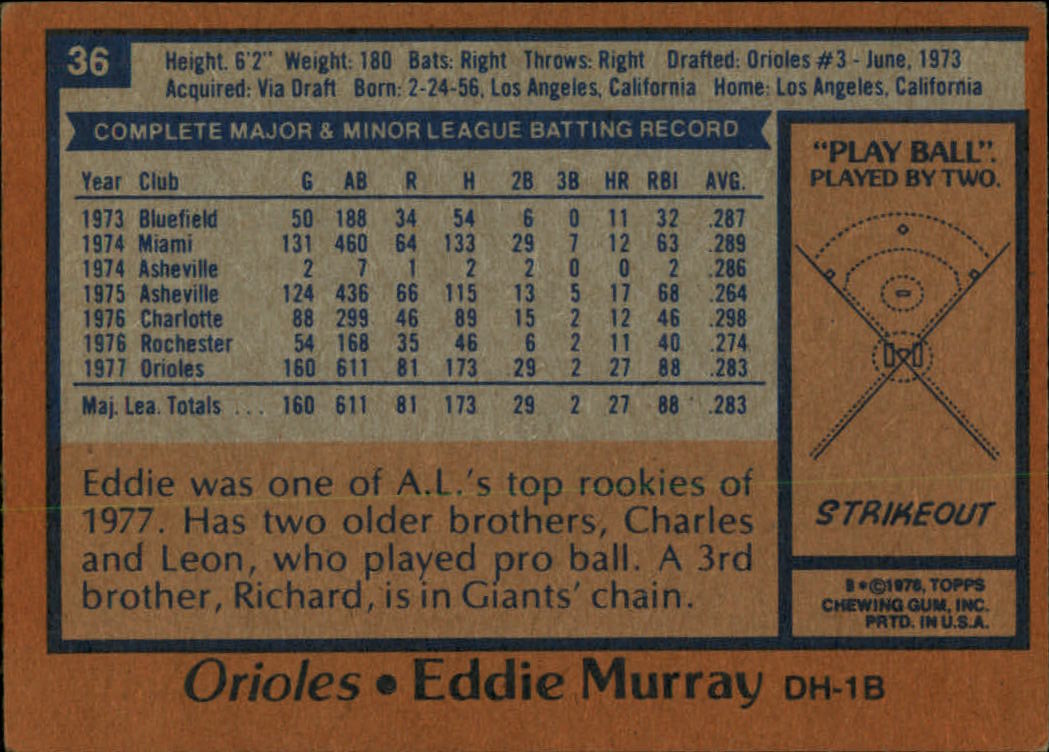 36
Height. 6'2" Weight: 180 Bats: Right Throws: Right Drafted: Orioles #3 - June, 1973
Acquired: Via Draft Born: 2-24-56, Los Angeles, California Home: Los Angeles, California
COMPLETE MAJOR & MINOR LEAGUE BATTING RECORD
Year Club G AB R H 2B 3B HR RBI AVG.
1973 Bluefield 50 188 34 54 6 0 11 32 .287
1974 Miami 131 460 64 133 29 7 12 63 .289
1974 Asheville 2 7 1 2 2 0 0 2 .286
1975 Asheville 124 436 66 115 13 5 17 68 .264
1976 Charlotte 88 299 46 89 15 2 12 46 .298
1976 Rochester 54 168 35 46 6 2 11 40 .274
1977 Orioles 160 611 81 173 29 2 27 88 .283
Maj. Lea. Totals ... 160 611 81 173 29 2 27 88 .283
Eddie was one of A.L.'s top rookies of
1977. Has two older brothers, Charles
and Leon, who played pro ball. A 3rd
brother, Richard, is in Giants' chain.
"PLAY BALL".
PLAYED BY TWO.
STRIKEOUT
©1978, TOPPS
CHEWING GUM, INC.
PRTD. IN U.S.A.
Orioles • Eddie Murray DH-1B